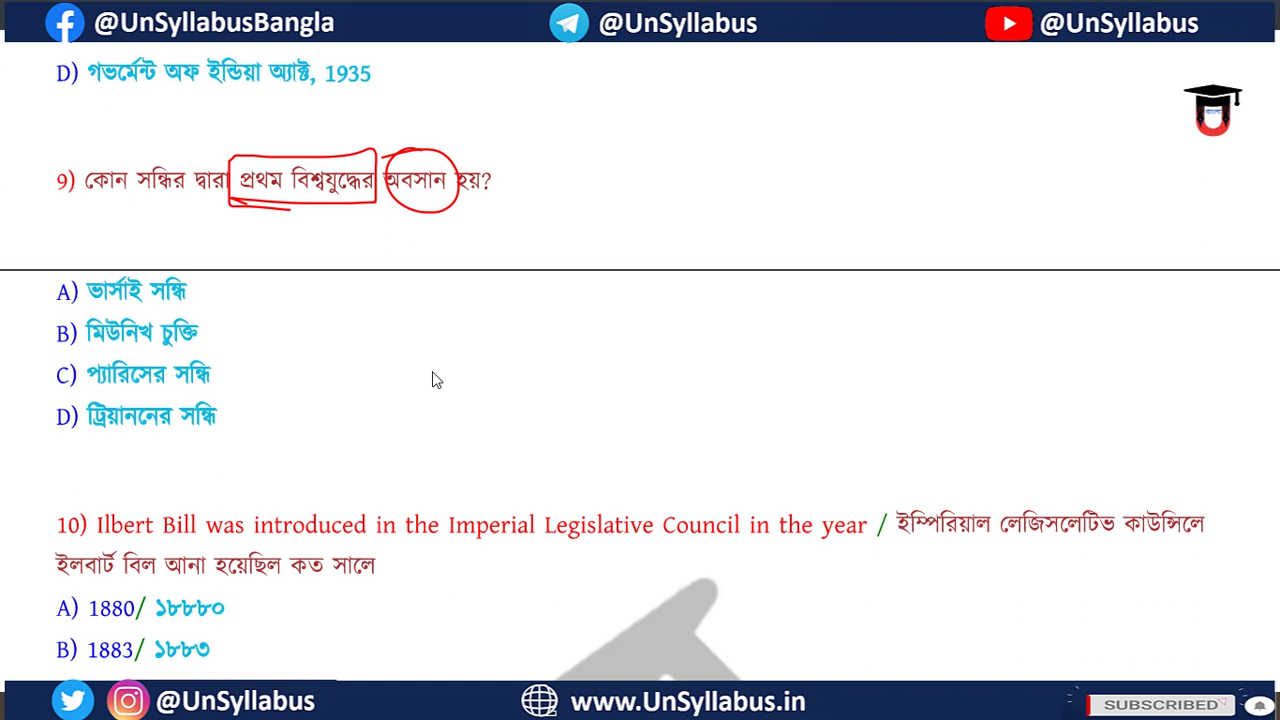 @UnSyllabusBangla @UnSyllabus @UnSyllabus
D) গভর্মেন্ট অফ ইন্ডিয়া অ্যাক্ট, 1935
9) কোন সন্ধির দ্বারা প্রথম বিশ্বযুদ্ধের অবসান হয়?
A) ভার্সাই সন্ধি
B) মিউনিখ চুক্তি
C) প্যারিসের সন্ধি
D) ট্রিয়াননের সন্ধি
10) Ilbert Bill was introduced in the Imperial Legislative Council in the year / ইম্পিরিয়াল লেজিসলেটিভ কাউন্সিলে
ইলবার্ট বিল আনা হয়েছিল কত সালে
A) 1880/ ১৮৮৮০
B) 1883/ ১৮৮৩
@UnSyllabus www.UnSyllabus.in SUBSCRIBED